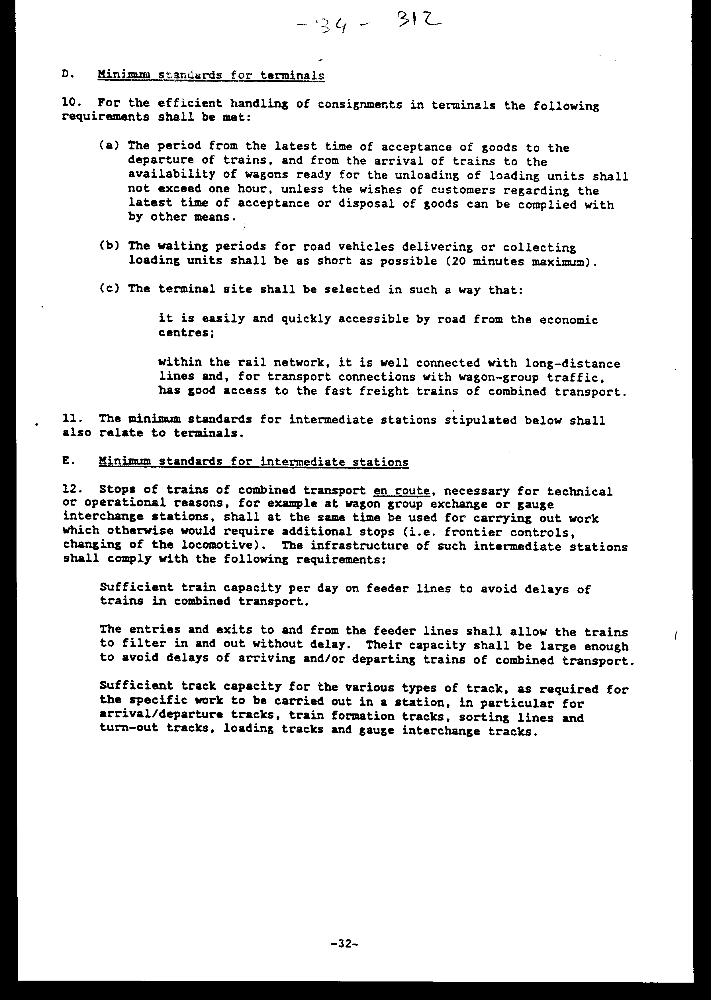 -34- 312
D. Minimum standards for terminals
10. For the efficient handling of consignments in terminals the following
requirements shall be met:
(a) The period from the latest time of acceptance of goods to the
departure of trains, and from the arrival of trains to the
availability of wagons ready for the unloading of loading units shall
not exceed one hour, unless the wishes of customers regarding the
latest time of acceptance or disposal of goods can be complied with
by other means.
(b) The waiting periods for road vehicles delivering or collecting
loading units shall be as short as possible (20 minutes maximum).
(c) The terminal site shall be selected in such a way that:
it is easily and quickly accessible by road from the economic
centres;
within the rail network, it is well connected with long-distance
lines and, for transport connections with wagon-group traffic,
has good access to the fast freight trains of combined transport.
11. The minimum standards for intermediate stations stipulated below shall
also relate to terminals.
E. Minimum standards for intermediate stations
12. Stops of trains of combined transport en route, necessary for technical
or operational reasons, for example at wagon group exchange or gauge
interchange stations, shall at the same time be used for carrying out work
which otherwise would require additional stops (i.e. frontier controls,
changing of the locomotive). The infrastructure of such intermediate stations
shall comply with the following requirements:
Sufficient train capacity per day on feeder lines to avoid delays of
trains in combined transport.
The entries and exits to and from the feeder lines shall allow the trains
to filter in and out without delay. Their capacity shall be large enough
to avoid delays of arriving and/or departing trains of combined transport.
Sufficient track capacity for the various types of track, as required for
the specific work to be carried out in a station, in particular for
arrival/departure tracks, train formation tracks, sorting lines and
turn-out tracks, loading tracks and gauge interchange tracks.
-32-